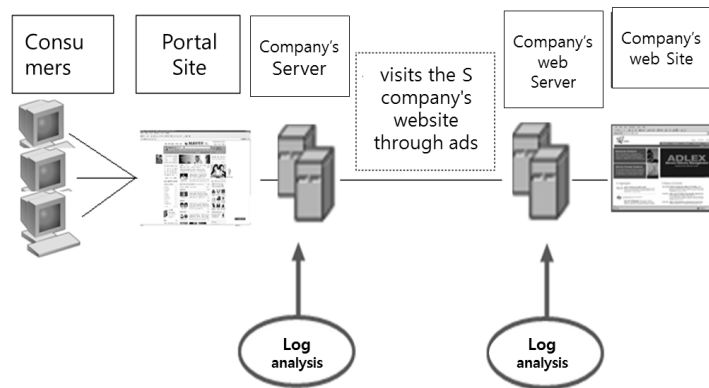 Consu
mers
Portal
Site
Company's
Server
visits the S
company's
website
through ads
Company's
web
Server
Company's
web Site
ADLEX
Log
analysis
Log
analysis